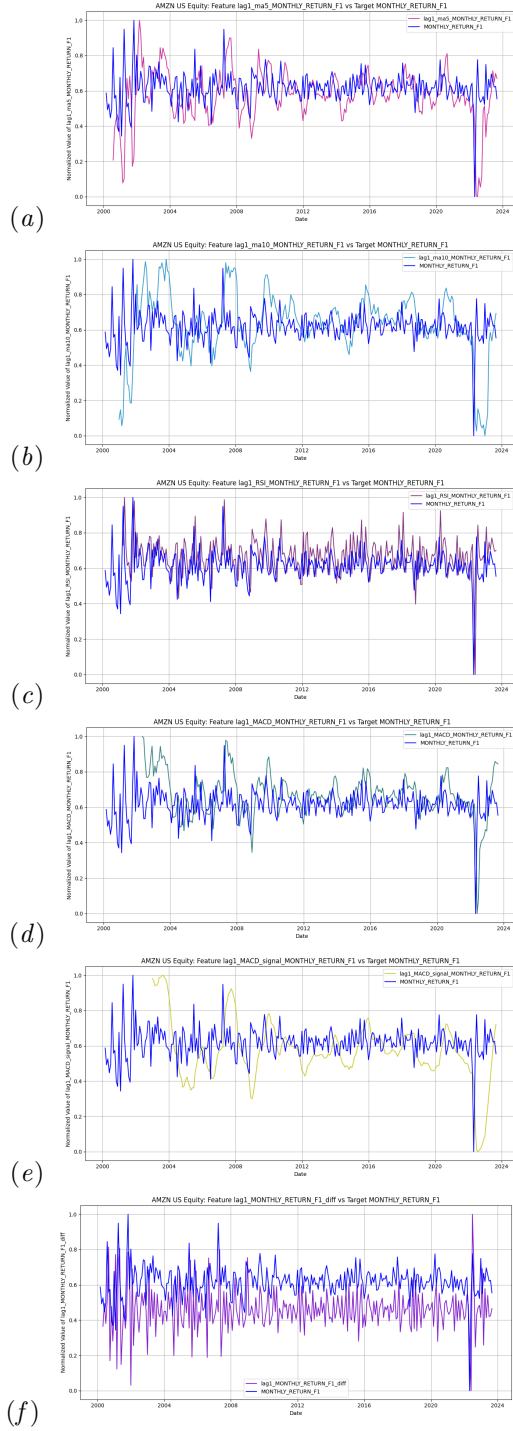 AMZN US Equity: Feature lag1_ma5_MONTHLY_RETURN_F1 vs Target MONTHLY_RETURN_F1
lag1_ma5_MONTHLY_RETURN_F1
MONTHLY_RETURN_F1
Normalized Value of lag1_ma5_MONTHLY_RETURN_F1
1.0
0.8
0.6
0.4
0.2
0.0
2000 2004 2008 2012 2016 2020 2024
Date
(a)
AMZN US Equity: Feature lag1_ma10_MONTHLY_RETURN_F1 vs Target MONTHLY_RETURN_F1
lag1_ma10_MONTHLY_RETURN_F1
MONTHLY_RETURN_F1
Normalized Value of lag1_ma10_MONTHLY_RETURN_F1
1.0
0.8
0.6
0.4
0.2
0.0
2000 2004 2008 2012 2016 2020 2024
Date
(b)
AMZN US Equity: Feature lag1_RSI_MONTHLY_RETURN_F1 vs Target MONTHLY_RETURN_F1
lag1_RSI_MONTHLY_RETURN_F1
MONTHLY_RETURN_F1
Normalized Value of lag1_RSI_MONTHLY_RETURN_F1
1.0
0.8
0.6
0.4
0.2
0.0
2000 2004 2008 2012 2016 2020 2024
Date
(c)
AMZN US Equity: Feature lag1_MACD_MONTHLY_RETURN_F1 vs Target MONTHLY_RETURN_F1
lag1_MACD_MONTHLY_RETURN_F1
MONTHLY_RETURN_F1
Normalized Value of lag1_MACD_MONTHLY_RETURN_F1
1.0
0.8
0.6
0.4
0.2
0.0
2000 2004 2008 2012 2016 2020 2024
Date
(d)
AMZN US Equity: Feature lag1_MACD_signal_MONTHLY_RETURN_F1 vs Target MONTHLY_RETURN_F1
lag1_MACD_signal_MONTHLY_RETURN_F1
MONTHLY_RETURN_F1
Normalized Value of lag1_MACD_signal_MONTHLY_RETURN_F1
1.0
0.8
0.6
0.4
0.2
0.0
2000 2004 2008 2012 2016 2020 2024
Date
(e)
AMZN US Equity: Feature lag1_MONTHLY_RETURN_F1_diff vs Target MONTHLY_RETURN_F1
Normalized Value of lag1_MONTHLY_RETURN_F1_diff
1.0
0.8
0.6
0.4
0.2
0.0
lag1_MONTHLY_RETURN_F1_diff
MONTHLY_RETURN_F1
2000 2004 2008 2012 2016 2020 2024
Date
(f)